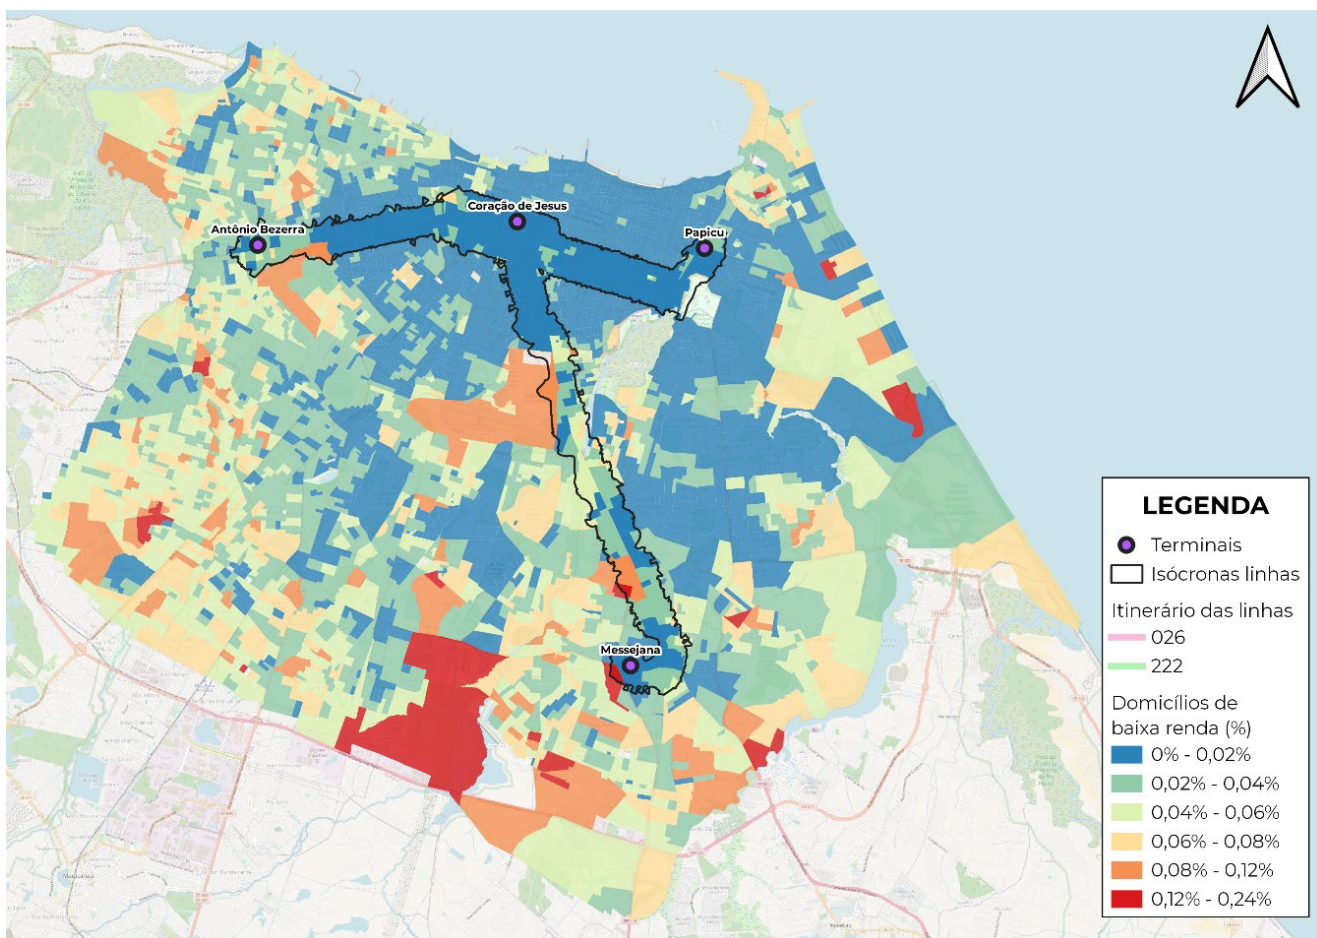 Coração de Jesus
Antônio Bezerra
Papicu
Messejana
LEGENDA
Terminais
Isócronas linhas
Itinerário das linhas
026
222
Domicílios de
baixa renda (%)
0% - 0,02%
0,02% - 0,04%
0,04% - 0,06%
0,06% - 0,08%
0,08% - 0,12%
0,12% - 0,24%